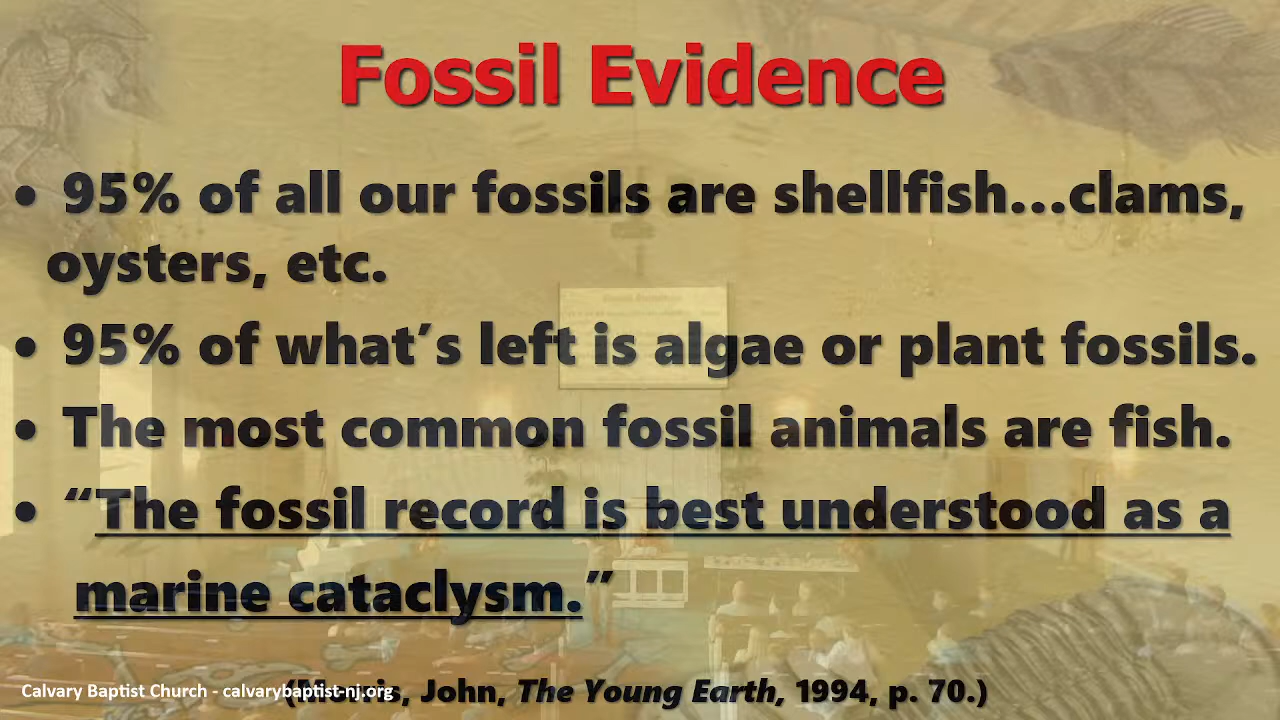 Fossil Evidence
• 95% of all our fossils are shellfish...clams,
oysters, etc.
• 95% of what's left is algae or plant fossils.
• The most common fossil animals are fish.
• “The fossil record is best understood as a
marine cataclysm.”
(Morris, John, The Young Earth, 1994, p. 70.)
Calvary Baptist Church - calvarybaptist-nj.org